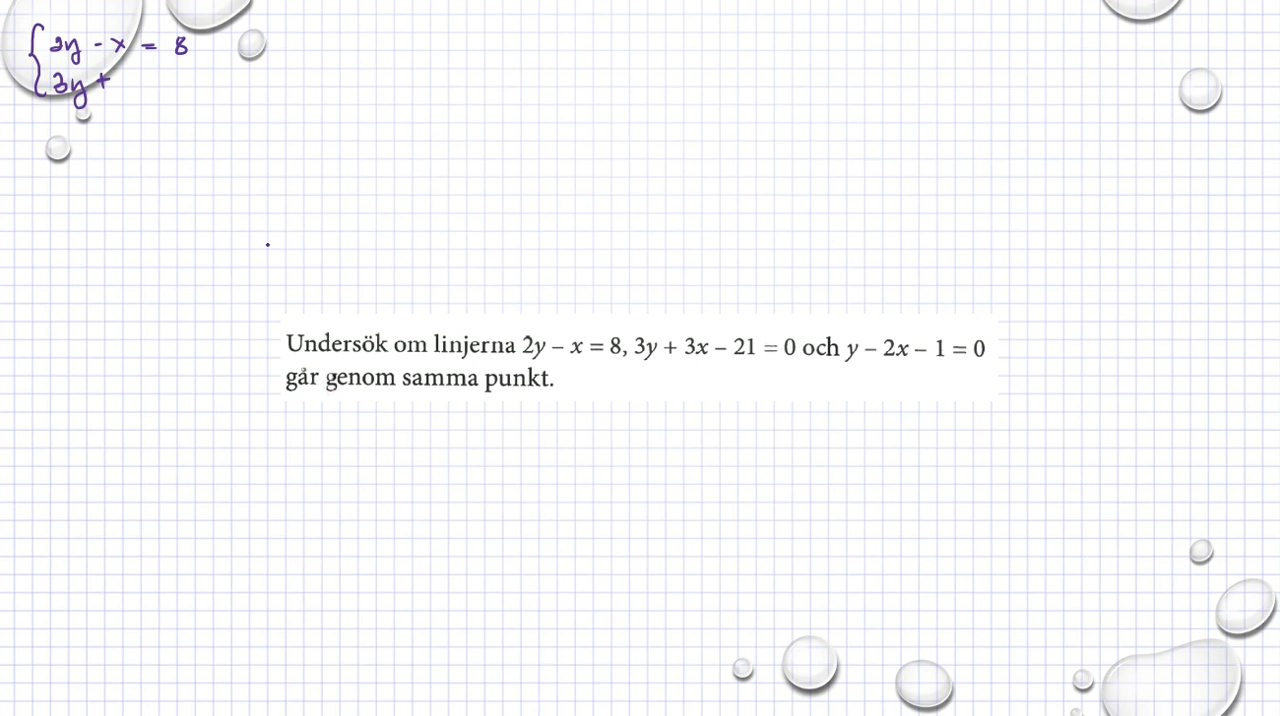 2y - x = 8
3y +
Undersök om linjerna 2y – x = 8, 3y + 3x – 21 = 0 och y – 2x – 1 = 0
går genom samma punkt.